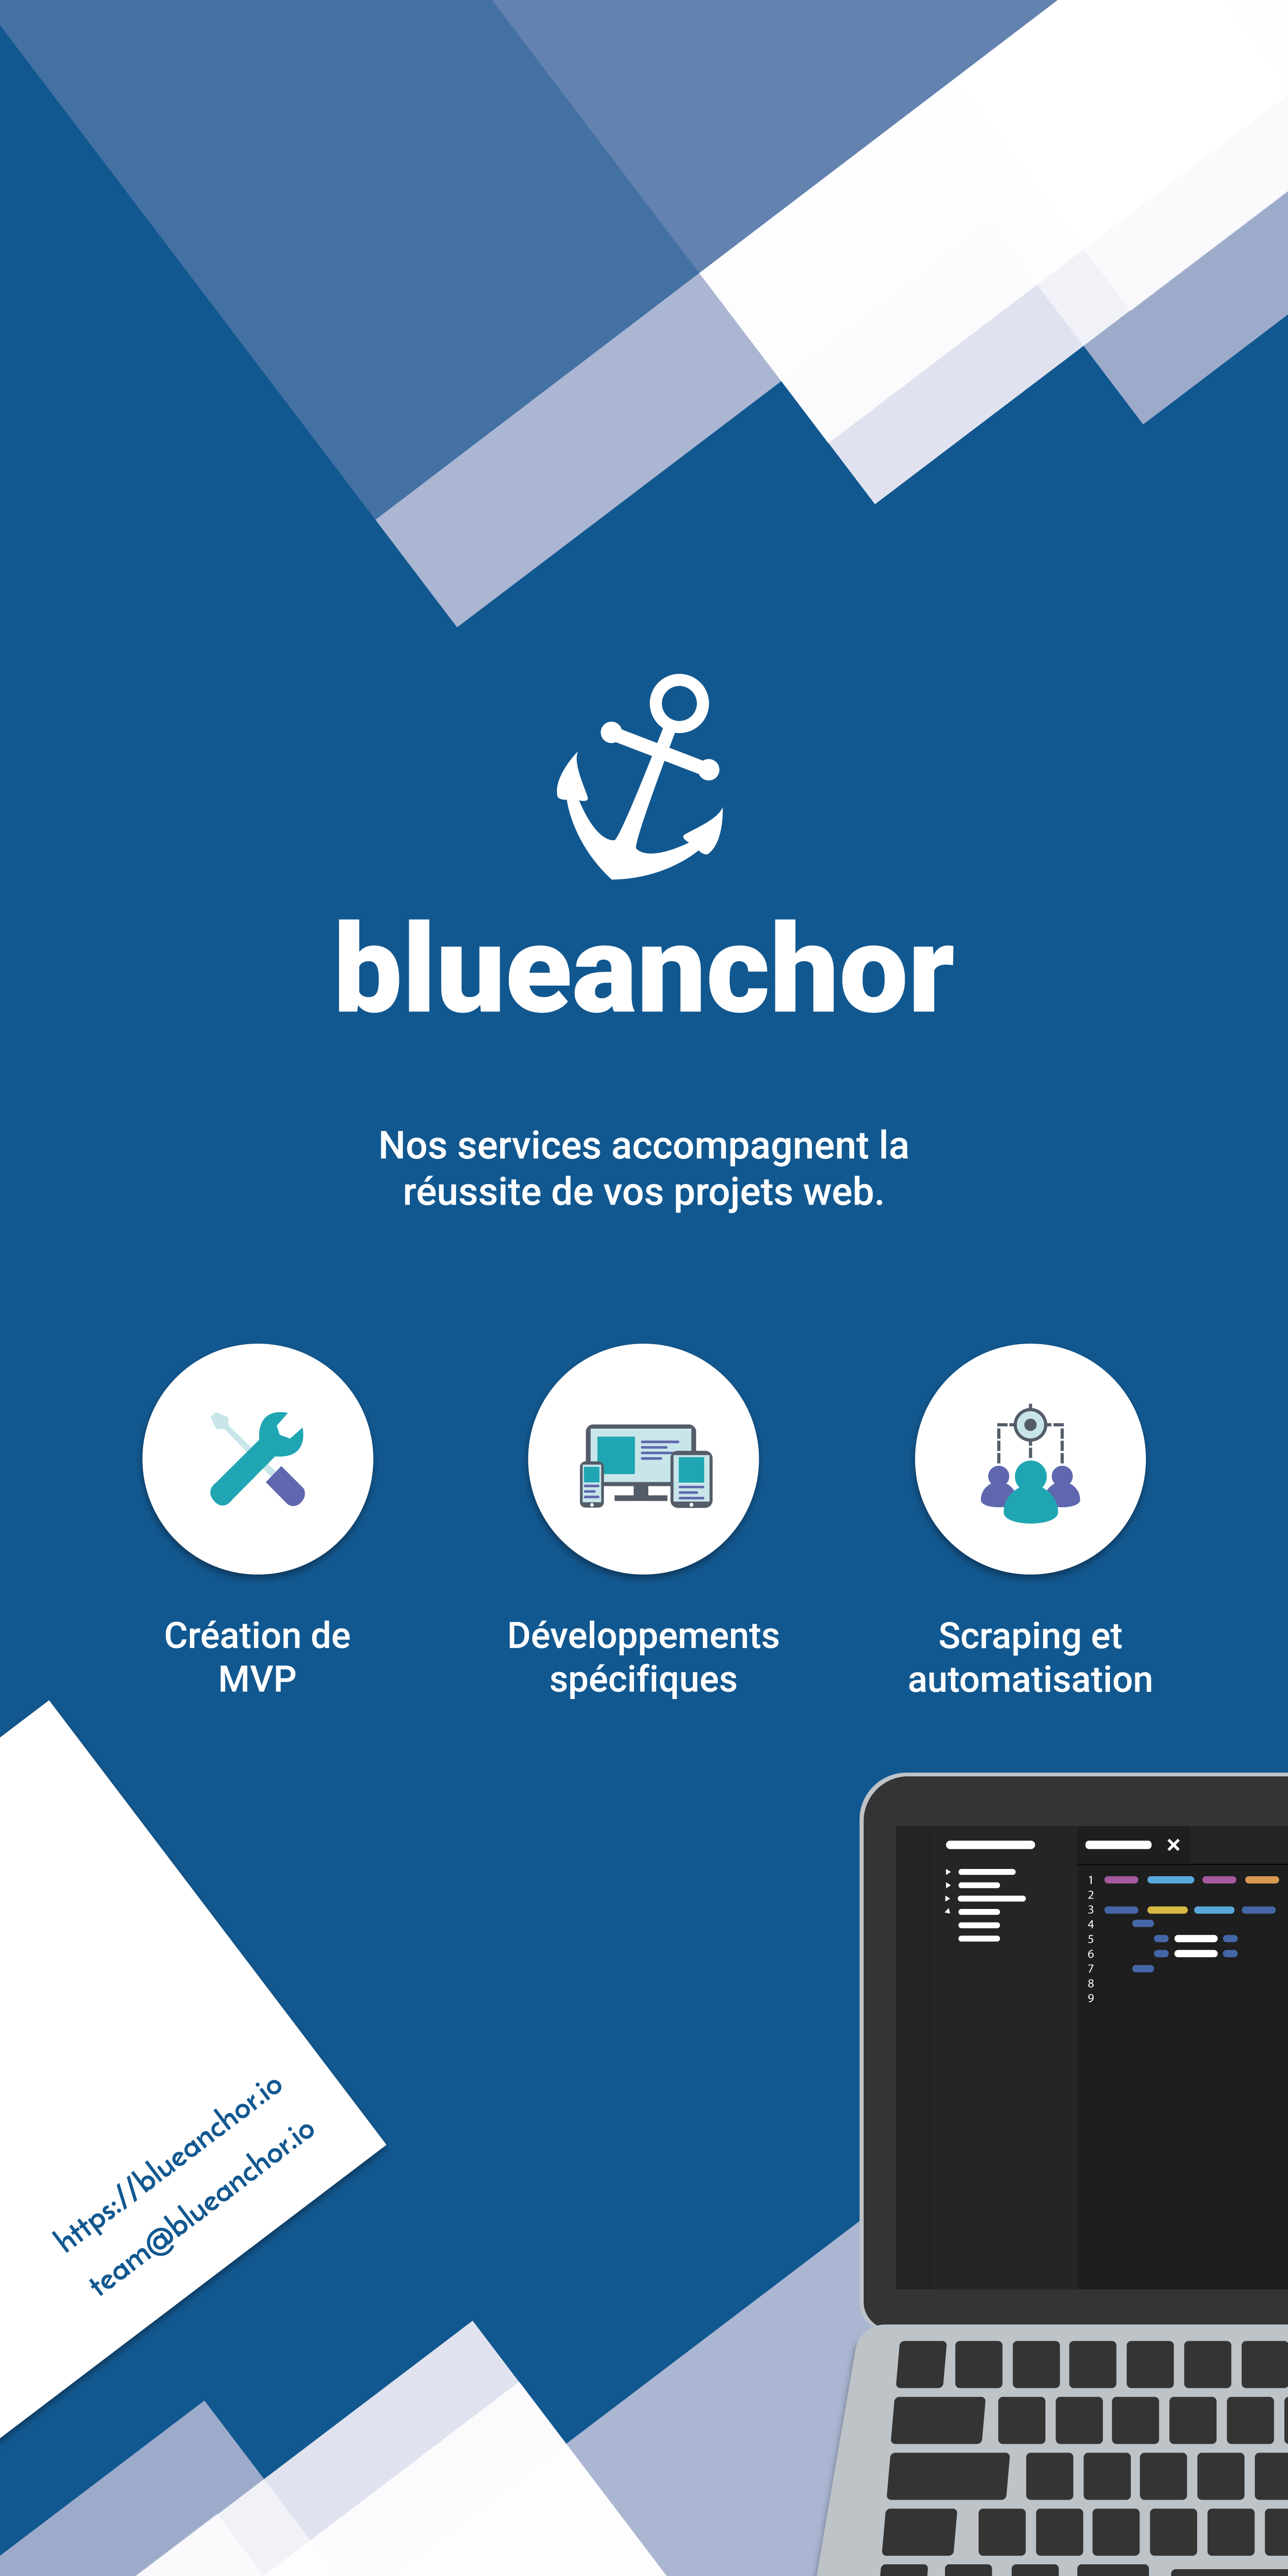 blueanchor
Nos services accompagnent la
réussite de vos projets web.
Création de
MVP
Développements
spécifiques
Scraping et
automatisation
https://blueanchor.io
team@blueanchor.io
1
2
3
4
5
6
7
8
9